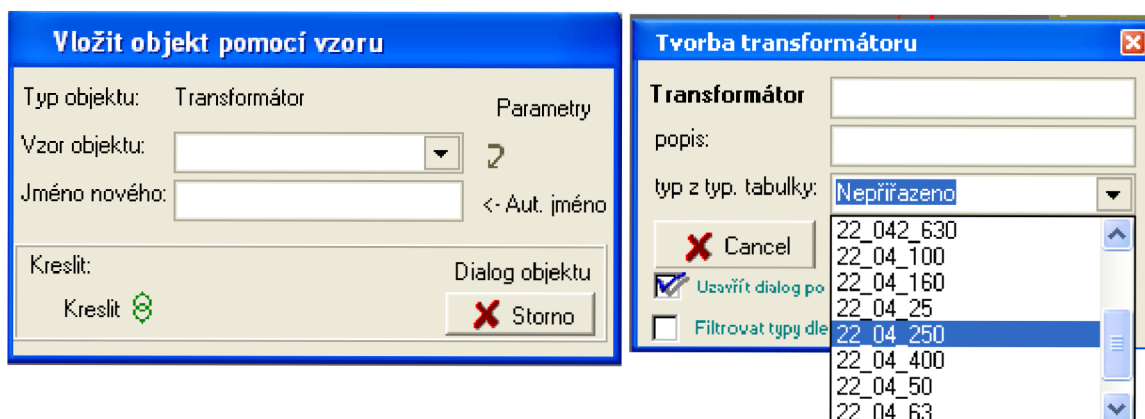 Vložit objekt pomocí vzoru
Typ objektu: Transformátor
Parametry
Vzor objektu:
Jméno nového:
<- Aut. jméno
Kreslit:
Dialog objektu
Kreslit
Storno
Tvorba transformátoru
Transformátor
popis:
typ z typ. tabulky: Nepřiřazeno
22_042_630
22_04_100
22_04_160
22_04_25
22_04_250
22_04_400
22_04_50
22_04_63
Cancel
Uzavřít dialog po
Filtrovat typy dle